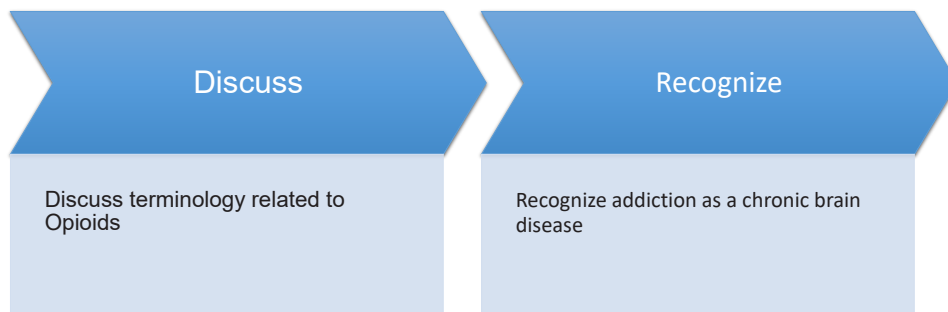 Discuss
Recognize
Discuss terminology related to
Opioids
Recognize addiction as a chronic brain
disease